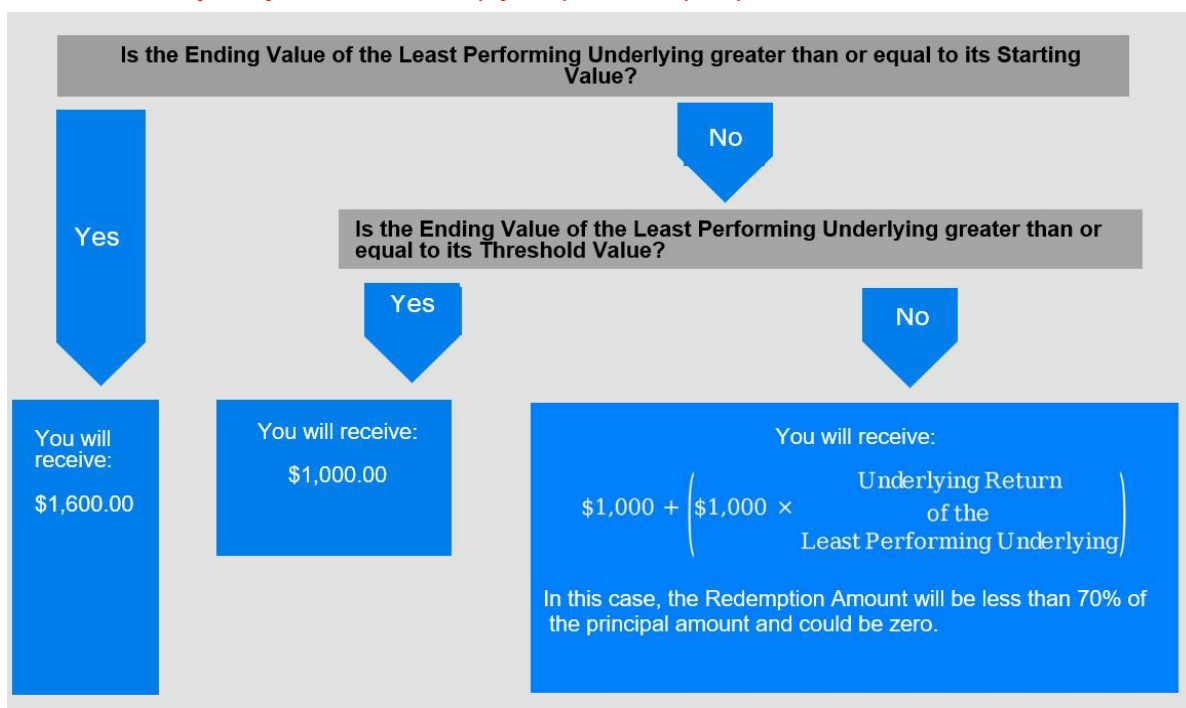 Is the Ending Value of the Least Performing Underlying greater than or equal to its Starting
Value?
No
Yes
Is the Ending Value of the Least Performing Underlying greater than or
equal to its Threshold Value?
Yes
No
You will
receive:
$1,600.00
You will receive:
$1,000.00
You will receive:
$1,000 + ($1,000 × Underlying Return
of the
Least Performing Underlying)
In this case, the Redemption Amount will be less than 70% of
the principal amount and could be zero.